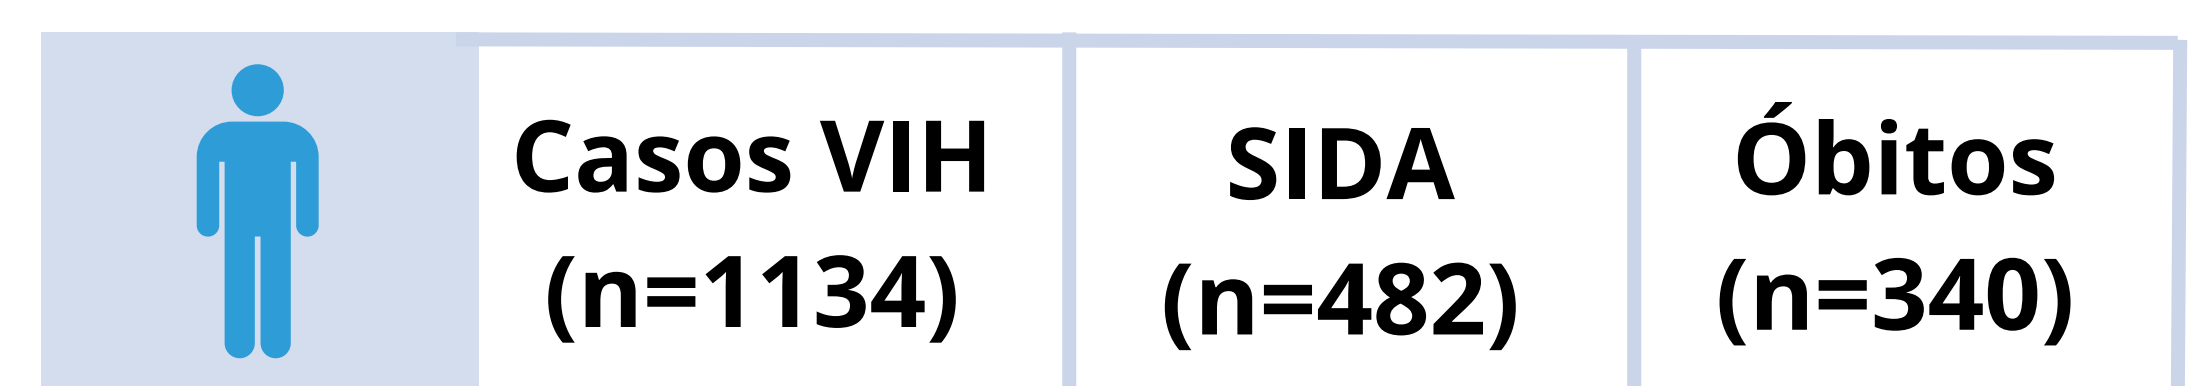 Casos VIH
(n=1134)
SIDA
(n=482)
Óbitos
(n=340)